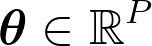 𝜽 ∈ ℝ^P